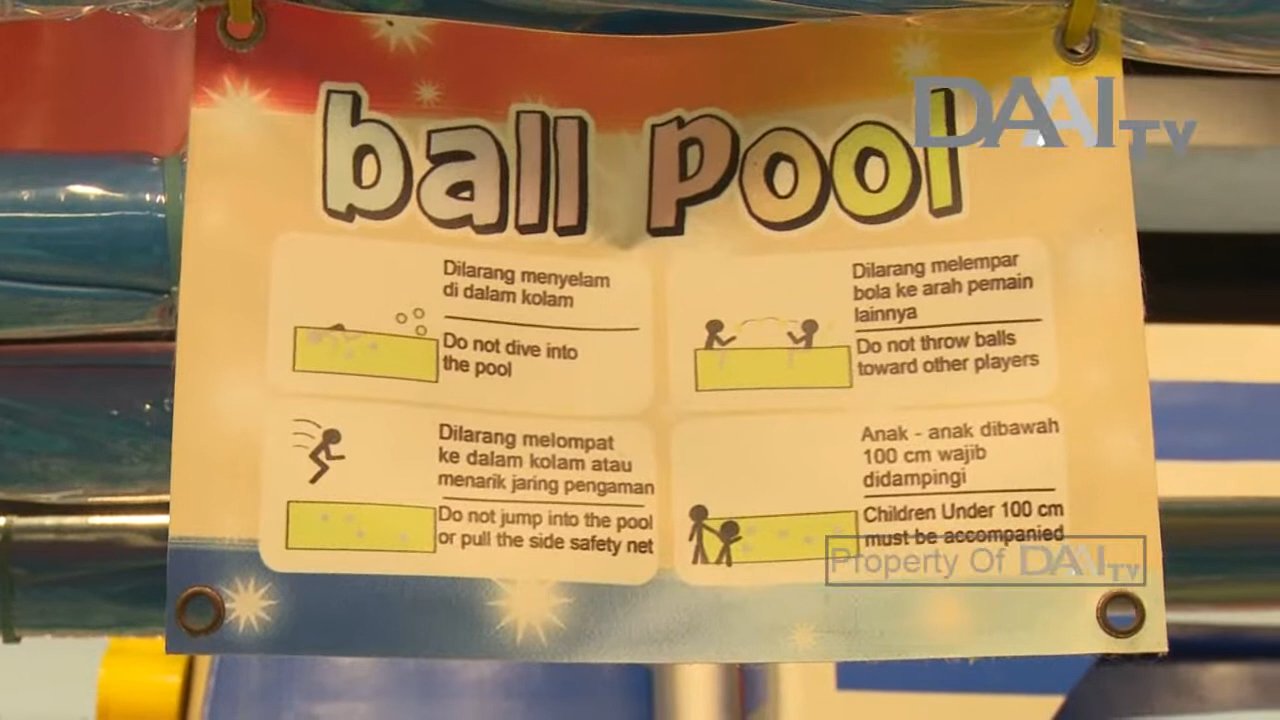 ball pool
DAAI TV
Dilarang menyelam
di dalam kolam
Do not dive into
the pool
Dilarang melempar
bola ke arah pemain
lainnya
Do not throw balls
toward other players
Dilarang melompat
ke dalam kolam atau
menarik jaring pengaman
Do not jump into the pool
or pull the side safety net
Anak - anak dibawah
100 cm wajib
didampingi
Children Under 100 cm
must be accompanied
Property Of DAAI TV